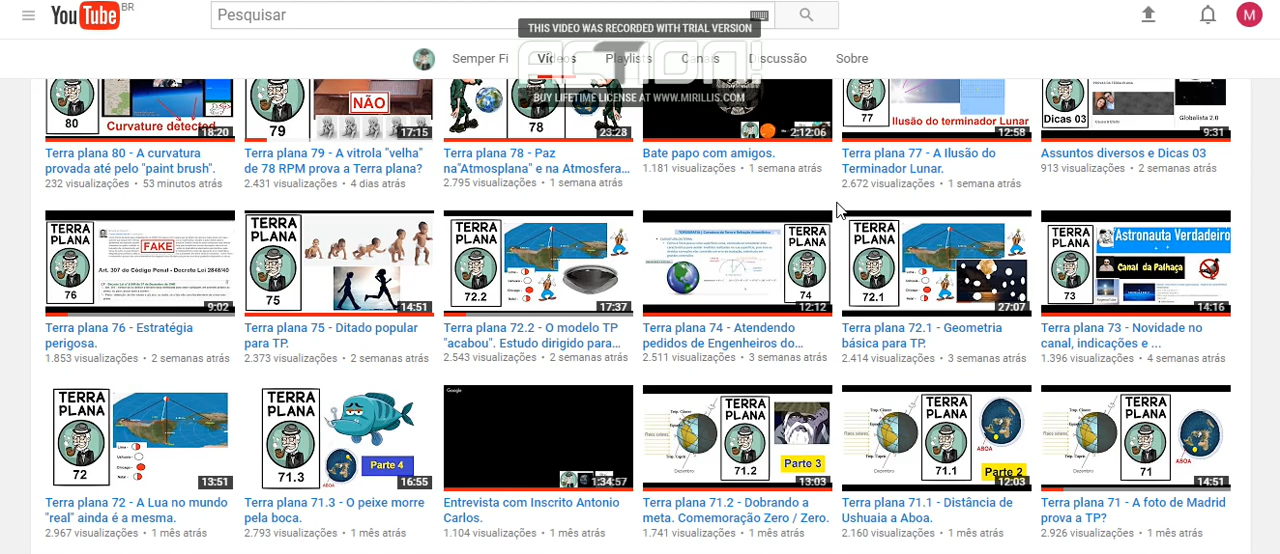 YouTube BR
Pesquisar
M
THIS VIDEO WAS RECORDED WITH TRIAL VERSION
ACTION!
BUY LIFETIME LICENSE AT WWW.MIRILLIS.COM
Semper Fi Vídeos Playlists Canais Discussão Sobre
80 Curvature detected 18:20
79 NÃO 17:15
78 23:28
2:12:06
77 Ilusão do terminador Lunar 12:58
Dicas 03 Globalista 2.0 9:31
Terra plana 80 - A curvatura
provada até pelo "paint brush".
232 visualizações • 53 minutos atrás
Terra plana 79 - A vitrola "velha"
de 78 RPM prova a Terra plana?
2.431 visualizações • 4 dias atrás
Terra plana 78 - Paz
na"Atmosplana" e na Atmosfera...
2.795 visualizações • 1 semana atrás
Bate papo com amigos.
1.181 visualizações • 1 semana atrás
Terra plana 77 - A Ilusão do
Terminador Lunar.
2.672 visualizações • 1 semana atrás
Assuntos diversos e Dicas 03
913 visualizações • 2 semanas atrás
TERRA
PLANA
76
FAKE
Art. 307 do Código Penal - Decreto Lei 2848/40
9:02
TERRA
PLANA
75
14:51
TERRA
PLANA
72.2
17:37
TERRA
PLANA
74
12:12
TERRA
PLANA
72.1
27:07
TERRA
PLANA
73
Astronauta Verdadeiro
Canal da Palhaça
14:16
Terra plana 76 - Estratégia
perigosa.
1.853 visualizações • 2 semanas atrás
Terra plana 75 - Ditado popular
para TP.
2.373 visualizações • 2 semanas atrás
Terra plana 72.2 - O modelo TP
"acabou". Estudo dirigido para...
2.543 visualizações • 2 semanas atrás
Terra plana 74 - Atendendo
pedidos de Engenheiros do...
2.511 visualizações • 3 semanas atrás
Terra plana 72.1 - Geometria
básica para TP.
2.414 visualizações • 3 semanas atrás
Terra plana 73 - Novidade no
canal, indicações e ...
1.396 visualizações • 4 semanas atrás
TERRA
PLANA
72
13:51
TERRA
PLANA
71.3
Parte 4
16:55
Google
1:34:57
TERRA
PLANA
71.2
Parte 3
13:03
TERRA
PLANA
71.1
ABOA
Parte 2
12:03
TERRA
PLANA
71
ABOA
14:51
Terra plana 72 - A Lua no mundo
"real" ainda é a mesma.
2.967 visualizações • 1 mês atrás
Terra plana 71.3 - O peixe morre
pela boca.
2.793 visualizações • 1 mês atrás
Entrevista com Inscrito Antonio
Carlos.
1.104 visualizações • 1 mês atrás
Terra plana 71.2 - Dobrando a
meta. Comemoração Zero / Zero.
1.741 visualizações • 1 mês atrás
Terra plana 71.1 - Distância de
Ushuaia a Aboa.
2.160 visualizações • 1 mês atrás
Terra plana 71 - A foto de Madrid
prova a TP?
2.926 visualizações • 1 mês atrás